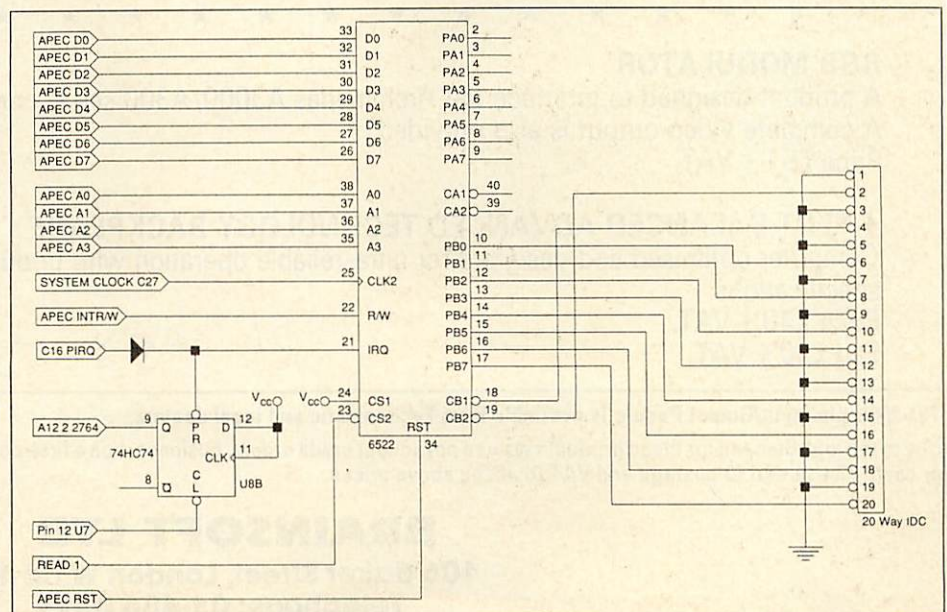 APEC D0 33 D0 PA0 2
APEC D1 32 D1 PA1 3
APEC D2 31 D2 PA2 4
APEC D3 30 D3 PA3 5
APEC D4 29 D4 PA4 6
APEC D5 28 D5 PA5 7
APEC D6 27 D6 PA6 8
APEC D7 26 D7 PA7 9
APEC A0 38 A0 CA1 40
APEC A1 37 A1 CA2 39
APEC A2 36 A2
APEC A3 35 A3 PB0 10
PB1 11
SYSTEM CLOCK C27 25 CLK2 PB2 12
PB3 13
APEC INTR/W 22 R/W PB4 14
PB5 15
C16 PIRQ 21 IRQ PB6 16
PB7 17
VCC VCC 24 CS1 CB1 18
23 CS2 CB2 19
RST
6522 34
A12 2 2764 9 Q P R D 12
74HC74 CLK 11
8 Q C L U8B
Pin 12 U7
READ 1
APEC RST
1
2
3
4
5
6
7
8
9
10
11
12
13
14
15
16
17
18
19
20
20 Way IDC